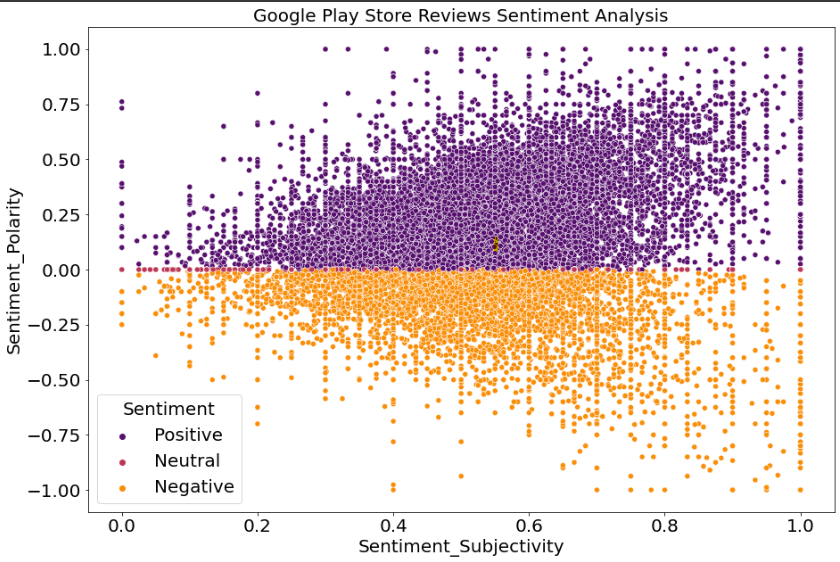 Google Play Store Reviews Sentiment Analysis
Sentiment_Polarity
1.00
0.75
0.50
0.25
0.00
−0.25
−0.50
−0.75
−1.00
Sentiment
Positive
Neutral
Negative
0.0 0.2 0.4 0.6 0.8 1.0
Sentiment_Subjectivity